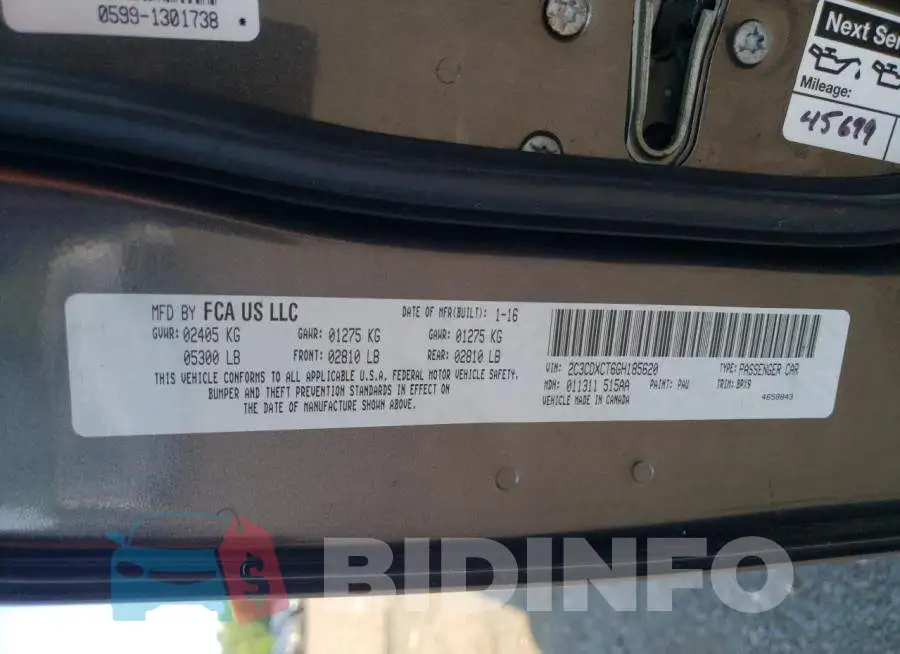 0599-1301738 *
Next Ser
Mileage:
45699
MFD BY FCA US LLC
DATE OF MFR(BUILT): 1-16
GVWR: 02405 KG GAWR: 01275 KG GAWR: 01275 KG
05300 LB FRONT: 02810 LB REAR: 02810 LB
THIS VEHICLE CONFORMS TO ALL APPLICABLE U.S.A. FEDERAL MOTOR VEHICLE SAFETY,
BUMPER AND THEFT PREVENTION STANDARDS IN EFFECT ON
THE DATE OF MANUFACTURE SHOWN ABOVE.
VIN: 2C3CDXCT6GH185620 TYPE: PASSENGER CAR
MDH: 011311 515AA PAINT: PAU TRIM: BPX9
VEHICLE MADE IN CANADA 4658843
$ BIDINFO